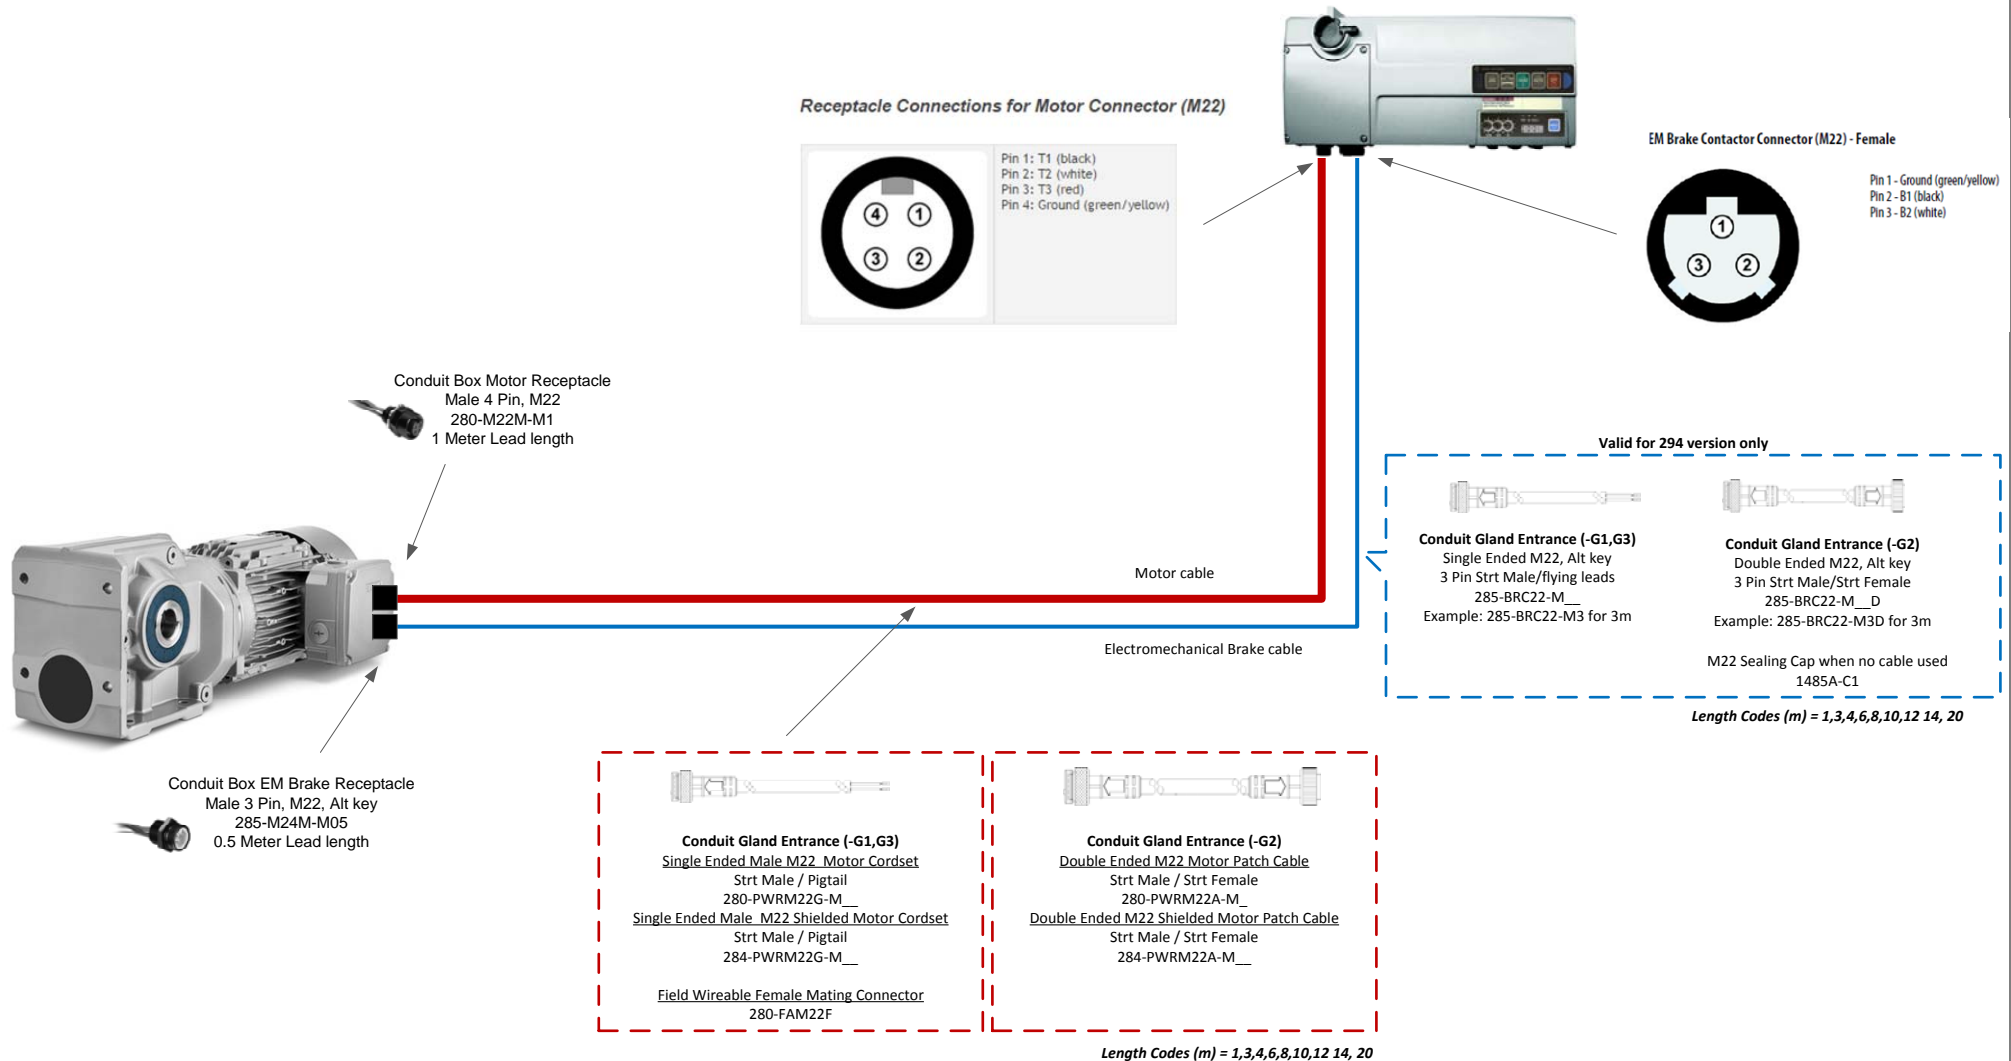 Receptacle Connections for Motor Connector (M22)
Pin 1: T1 (black)
Pin 2: T2 (white)
Pin 3: T3 (red)
Pin 4: Ground (green/yellow)
4
1
3
2
EM Brake Contactor Connector (M22) - Female
Pin 1 - Ground (green/yellow)
Pin 2 - B1 (black)
Pin 3 - B2 (white)
1
3
2
Conduit Box Motor Receptacle
Male 4 Pin, M22
280-M22M-M1
1 Meter Lead length
Motor cable
Electromechanical Brake cable
Valid for 294 version only
Conduit Gland Entrance (-G1,G3)
Single Ended M22, Alt key
3 Pin Strt Male/flying leads
285-BRC22-M__
Example: 285-BRC22-M3 for 3m
Conduit Gland Entrance (-G2)
Double Ended M22, Alt key
3 Pin Strt Male/Strt Female
285-BRC22-M__D
Example: 285-BRC22-M3D for 3m
M22 Sealing Cap when no cable used
1485A-C1
Length Codes (m) = 1,3,4,6,8,10,12 14, 20
Conduit Box EM Brake Receptacle
Male 3 Pin, M22, Alt key
285-M24M-M05
0.5 Meter Lead length
Conduit Gland Entrance (-G1,G3)
Single Ended Male M22 Motor Cordset
Strt Male / Pigtail
280-PWRM22G-M__
Single Ended Male M22 Shielded Motor Cordset
Strt Male / Pigtail
284-PWRM22G-M__
Field Wireable Female Mating Connector
280-FAM22F
Conduit Gland Entrance (-G2)
Double Ended M22 Motor Patch Cable
Strt Male / Strt Female
280-PWRM22A-M_
Double Ended M22 Shielded Motor Patch Cable
Strt Male / Strt Female
284-PWRM22A-M__
Length Codes (m) = 1,3,4,6,8,10,12 14, 20